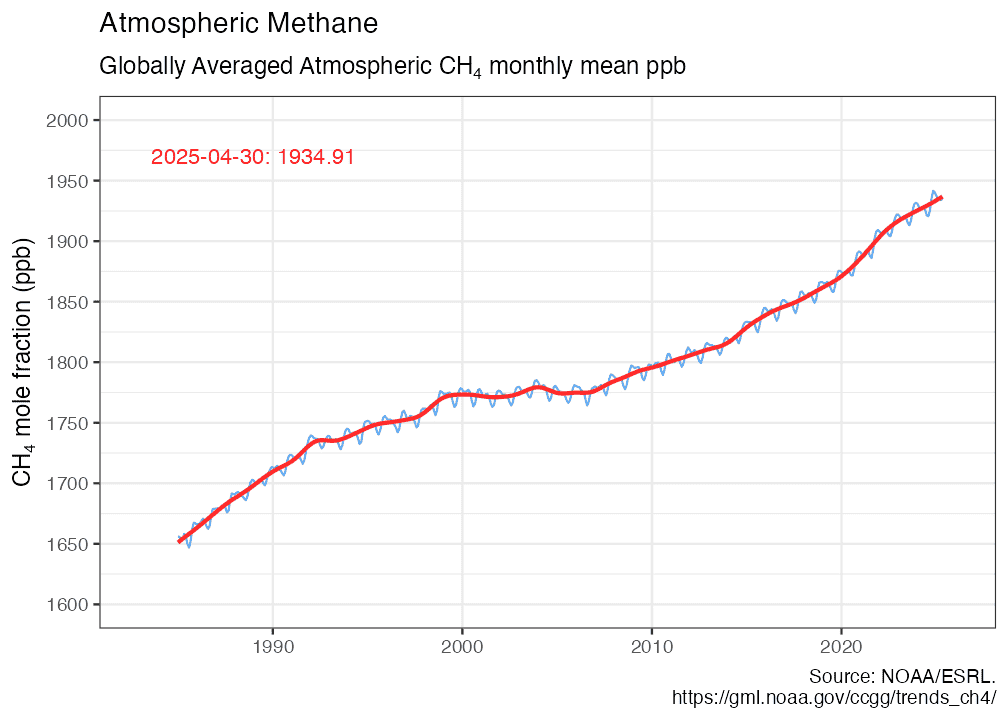 Atmospheric Methane
Globally Averaged Atmospheric CH₄ monthly mean ppb
2000
2025-04-30: 1934.91
1950
1900
1850
1800
1750
1700
1650
1600
CH₄ mole fraction (ppb)
1990 2000 2010 2020
Source: NOAA/ESRL.
https://gml.noaa.gov/ccgg/trends_ch4/